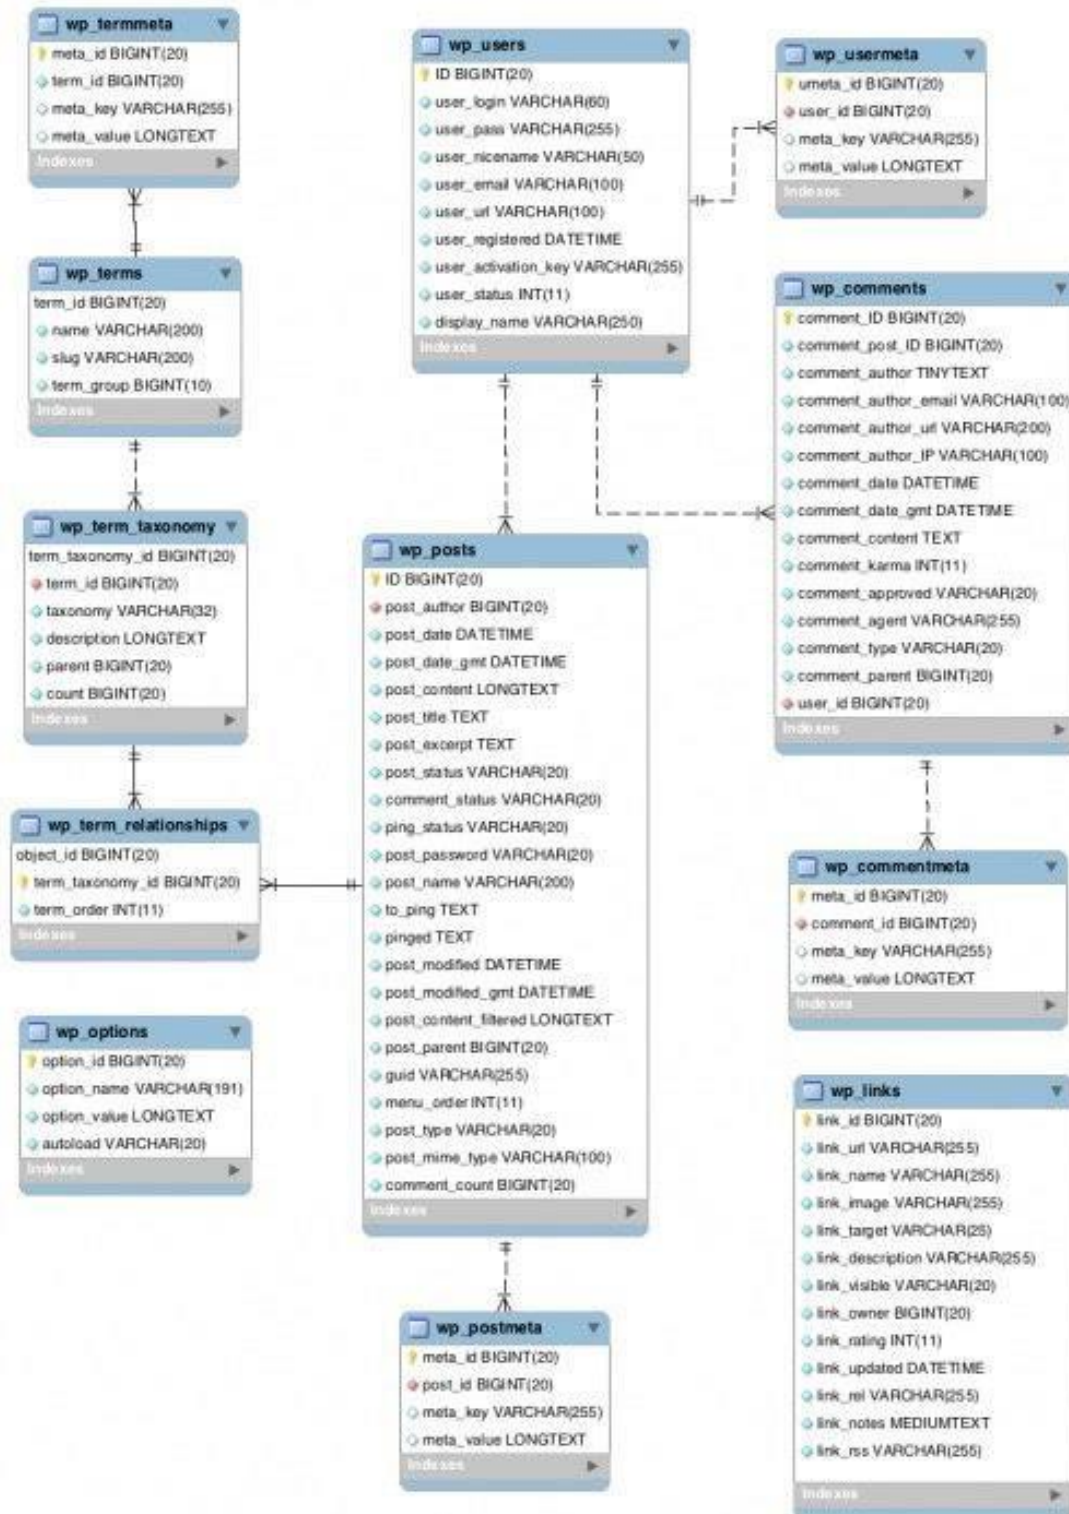 wp_termmeta
meta_id BIGINT(20)
term_id BIGINT(20)
meta_key VARCHAR(255)
meta_value LONGTEXT
Indexes
wp_terms
term_id BIGINT(20)
name VARCHAR(200)
slug VARCHAR(200)
term_group BIGINT(10)
Indexes
wp_term_taxonomy
term_taxonomy_id BIGINT(20)
term_id BIGINT(20)
taxonomy VARCHAR(32)
description LONGTEXT
parent BIGINT(20)
count BIGINT(20)
Indexes
wp_term_relationships
object_id BIGINT(20)
term_taxonomy_id BIGINT(20)
term_order INT(11)
Indexes
wp_options
option_id BIGINT(20)
option_name VARCHAR(191)
option_value LONGTEXT
autoload VARCHAR(20)
Indexes
wp_users
ID BIGINT(20)
user_login VARCHAR(60)
user_pass VARCHAR(255)
user_nicename VARCHAR(50)
user_email VARCHAR(100)
user_url VARCHAR(100)
user_registered DATETIME
user_activation_key VARCHAR(255)
user_status INT(11)
display_name VARCHAR(250)
Indexes
wp_posts
ID BIGINT(20)
post_author BIGINT(20)
post_date DATETIME
post_date_gmt DATETIME
post_content LONGTEXT
post_title TEXT
post_excerpt TEXT
post_status VARCHAR(20)
comment_status VARCHAR(20)
ping_status VARCHAR(20)
post_password VARCHAR(20)
post_name VARCHAR(200)
to_ping TEXT
pinged TEXT
post_modified DATETIME
post_modified_gmt DATETIME
post_content_filtered LONGTEXT
post_parent BIGINT(20)
guid VARCHAR(255)
menu_order INT(11)
post_type VARCHAR(20)
post_mime_type VARCHAR(100)
comment_count BIGINT(20)
Indexes
wp_postmeta
meta_id BIGINT(20)
post_id BIGINT(20)
meta_key VARCHAR(255)
meta_value LONGTEXT
Indexes
wp_usermeta
umeta_id BIGINT(20)
user_id BIGINT(20)
meta_key VARCHAR(255)
meta_value LONGTEXT
Indexes
wp_comments
comment_ID BIGINT(20)
comment_post_ID BIGINT(20)
comment_author TINYTEXT
comment_author_email VARCHAR(100)
comment_author_url VARCHAR(200)
comment_author_IP VARCHAR(100)
comment_date DATETIME
comment_date_gmt DATETIME
comment_content TEXT
comment_karma INT(11)
comment_approved VARCHAR(20)
comment_agent VARCHAR(255)
comment_type VARCHAR(20)
comment_parent BIGINT(20)
user_id BIGINT(20)
Indexes
wp_commentmeta
meta_id BIGINT(20)
comment_id BIGINT(20)
meta_key VARCHAR(255)
meta_value LONGTEXT
Indexes
wp_links
link_id BIGINT(20)
link_url VARCHAR(255)
link_name VARCHAR(255)
link_image VARCHAR(255)
link_target VARCHAR(25)
link_description VARCHAR(255)
link_visible VARCHAR(20)
link_owner BIGINT(20)
link_rating INT(11)
link_updated DATETIME
link_rel VARCHAR(255)
link_notes MEDIUMTEXT
link_rss VARCHAR(255)
Indexes